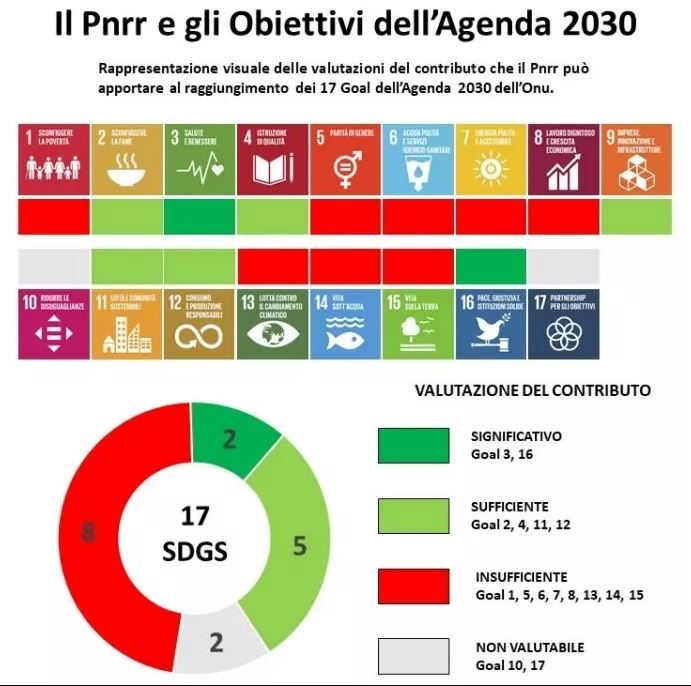 Il Pnrr e gli Obiettivi dell'Agenda 2030
Rappresentazione visuale delle valutazioni del contributo che il Pnrr può
apportare al raggiungimento dei 17 Goal dell'Agenda 2030 dell'Onu.
1 SCONFIGGERE
LA POVERTÀ
2 SCONFIGGERE
LA FAME
3 SALUTE
E BENESSERE
4 ISTRUZIONE
DI QUALITÀ
5 PARITÀ DI GENERE
6 ACQUA PULITA
E SERVIZI
IGIENICO-SANITARI
7 ENERGIA PULITA
E ACCESSIBILE
8 LAVORO DIGNITOSO
E CRESCITA
ECONOMICA
9 IMPRESE,
INNOVAZIONE E
INFRASTRUTTURE
10 RIDURRE LE
DISUGUAGLIANZE
11 CITTÀ E COMUNITÀ
SOSTENIBILI
12 CONSUMO
E PRODUZIONE
RESPONSABILI
13 LOTTA CONTRO
IL CAMBIAMENTO
CLIMATICO
14 VITA
SOTT'ACQUA
15 VITA
SULLA TERRA
16 PACE, GIUSTIZIA E
ISTITUZIONI SOLIDE
17 PARTNERSHIP
PER GLI OBIETTIVI
VALUTAZIONE DEL CONTRIBUTO
2
8
17
SDGS
5
2
SIGNIFICATIVO
Goal 3, 16
SUFFICIENTE
Goal 2, 4, 11, 12
INSUFFICIENTE
Goal 1, 5, 6, 7, 8, 13, 14, 15
NON VALUTABILE
Goal 10, 17